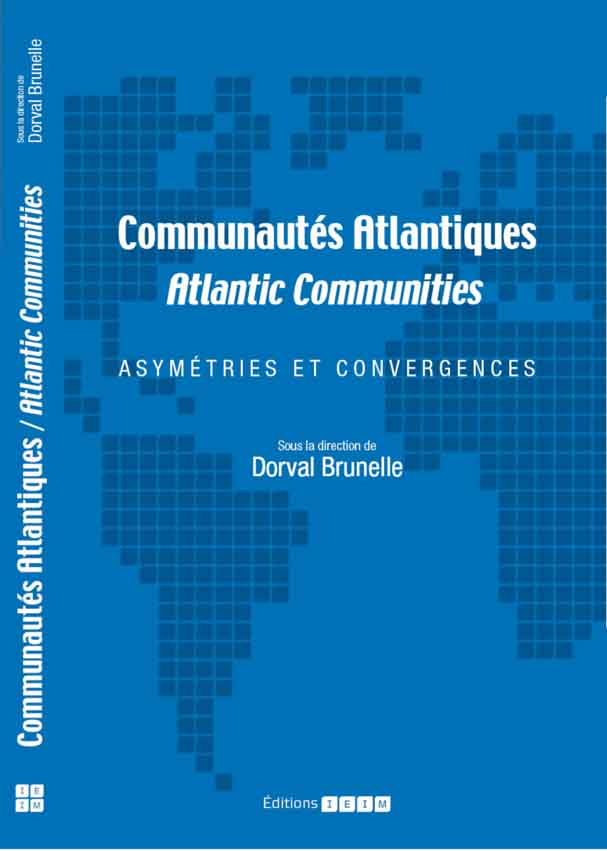 Sous la direction de
Dorval Brunelle
Communautés Atlantiques / Atlantic Communities
I E
I M
Communautés Atlantiques
Atlantic Communities
ASYMÉTRIES ET CONVERGENCES
Sous la direction de
Dorval Brunelle
Éditions I E I M